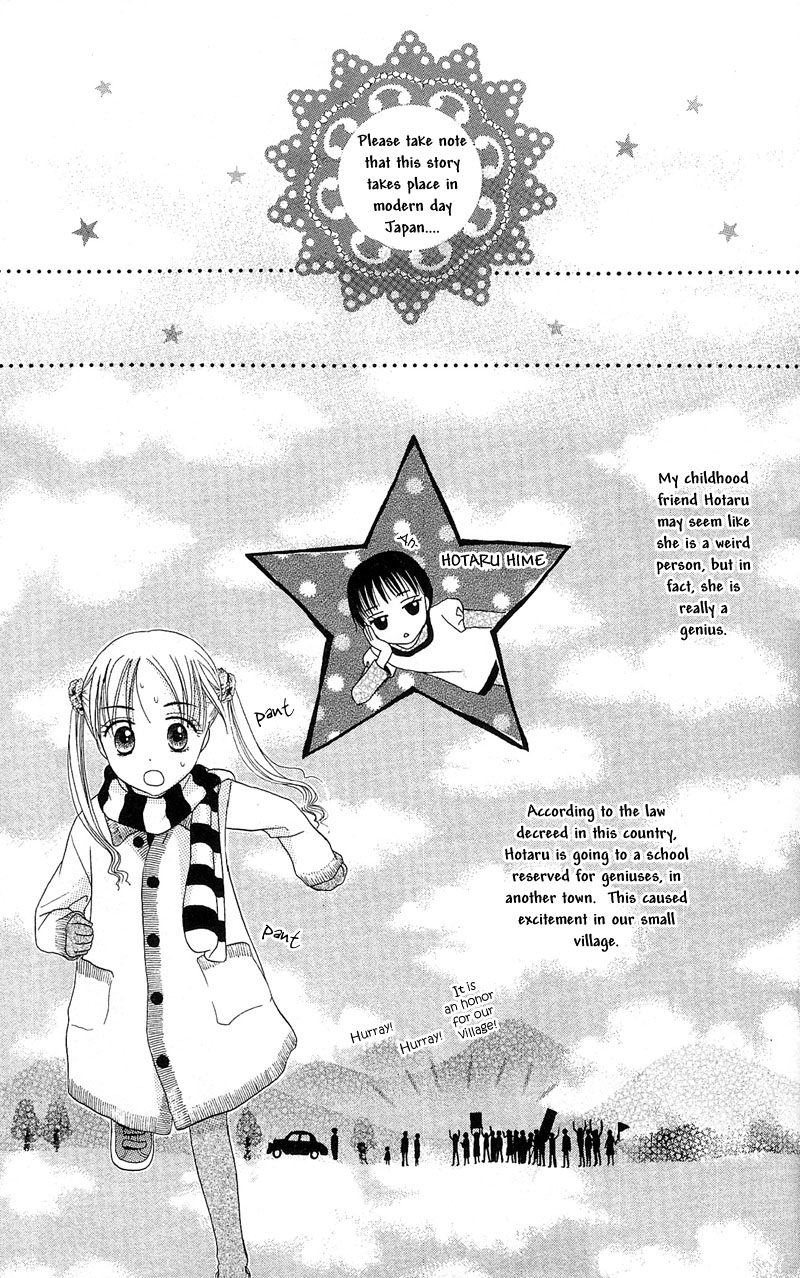 Please take note
that this story
takes place in
modern day
Japan....
My childhood
friend Hotaru
may seem like
she is a weird
person, but in
fact, she is
really a
genius.
HOTARU HIME
pant
According to the law
decreed in this country,
Hotaru is going to a school
reserved for geniuses, in
another town. This caused
excitement in our small
village.
pant
It is
an honor
for our
Village!
Hurray!
Hurray!